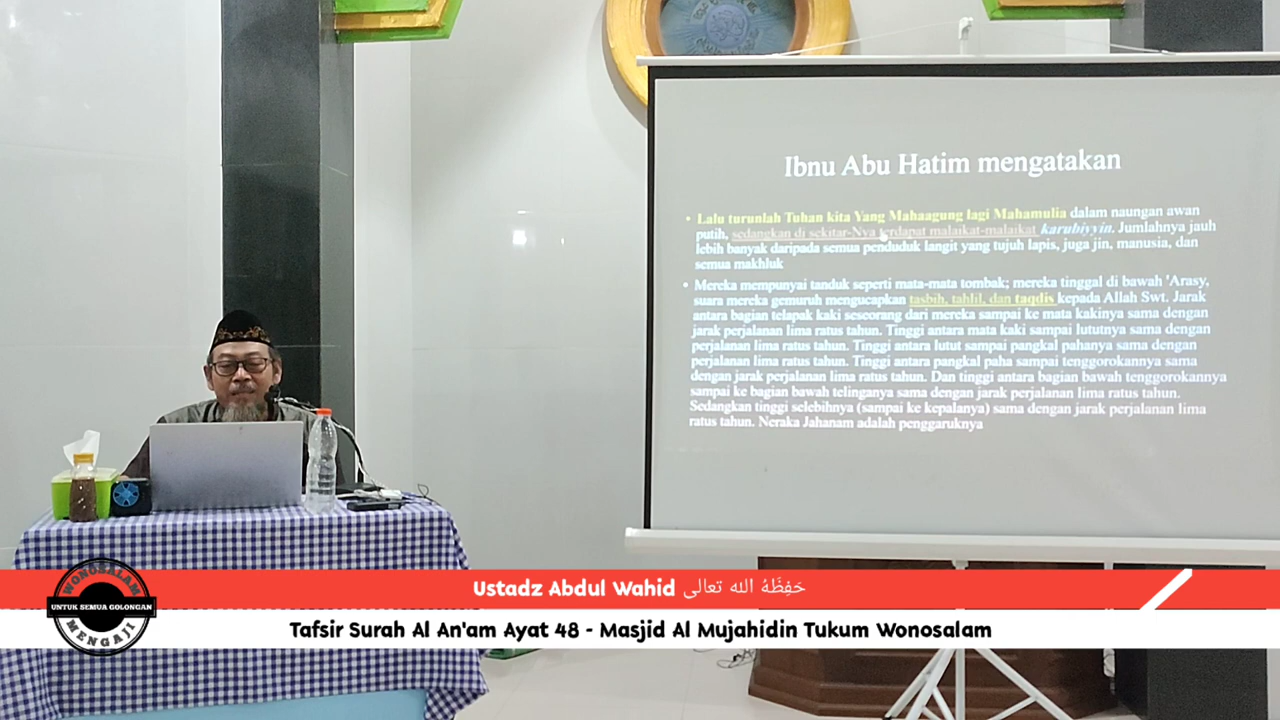 Ibnu Abu Hatim mengatakan
• Lalu turunlah Tuhan kita Yang Mahaagung lagi Mahamulia dalam naungan awan
putih, sedangkan di sekitar-Nya terdapat malaikat-malaikat karubiyyin. Jumlahnya jauh
lebih banyak daripada semua penduduk langit yang tujuh lapis, juga jin, manusia, dan
semua makhluk
• Mereka mempunyai tanduk seperti mata-mata tombak; mereka tinggal di bawah 'Arasy,
suara mereka gemuruh mengucapkan tasbih, tahlil, dan taqdis kepada Allah Swt. Jarak
antara bagian telapak kaki seseorang dari mereka sampai ke mata kakinya sama dengan
jarak perjalanan lima ratus tahun. Tinggi antara mata kaki sampai lututnya sama dengan
perjalanan lima ratus tahun. Tinggi antara lutut sampai pangkal pahanya sama dengan
perjalanan lima ratus tahun. Tinggi antara pangkal paha sampai tenggorokannya sama
dengan jarak perjalanan lima ratus tahun. Dan tinggi antara bagian bawah tenggorokannya
sampai ke bagian bawah telinganya sama dengan jarak perjalanan lima ratus tahun.
Sedangkan tinggi selebihnya (sampai ke kepalanya) sama dengan jarak perjalanan lima
ratus tahun. Neraka Jahanam adalah penggaruknya
Ustadz Abdul Wahid حَفِظَهُ الله تعالى
WONOSALAM
UNTUK SEMUA GOLONGAN
MENGAJI
Tafsir Surah Al An'am Ayat 48 - Masjid Al Mujahidin Tukum Wonosalam